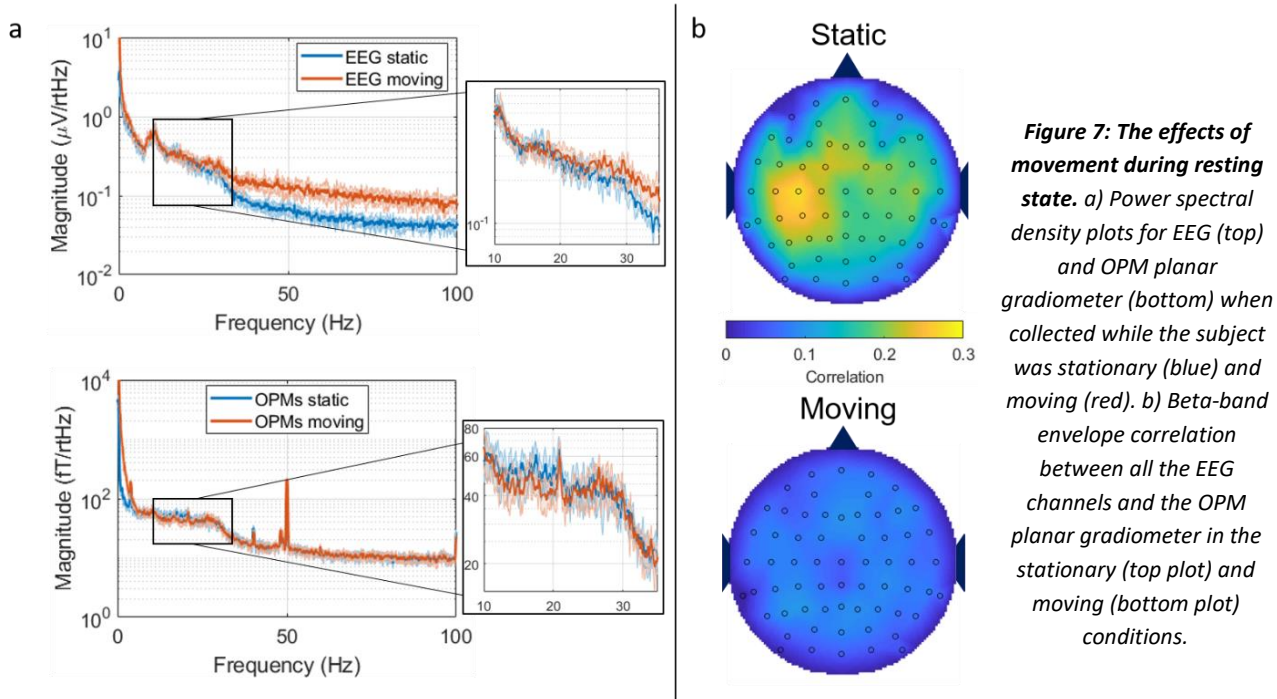 a
EEG static
EEG moving
10^1
10^0
10^-1
10^-2
Magnitude (μV/rtHz)
0
50
100
Frequency (Hz)
10^-1
10
20
30
OPMs static
OPMs moving
10^4
10^2
10^0
Magnitude (fT/rtHz)
0
50
100
Frequency (Hz)
80
60
40
20
10
20
30
b
Static
0
0.1
0.2
0.3
Correlation
Moving
Figure 7: The effects of
movement during resting
state. a) Power spectral
density plots for EEG (top)
and OPM planar
gradiometer (bottom) when
collected while the subject
was stationary (blue) and
moving (red). b) Beta-band
envelope correlation
between all the EEG
channels and the OPM
planar gradiometer in the
stationary (top plot) and
moving (bottom plot)
conditions.